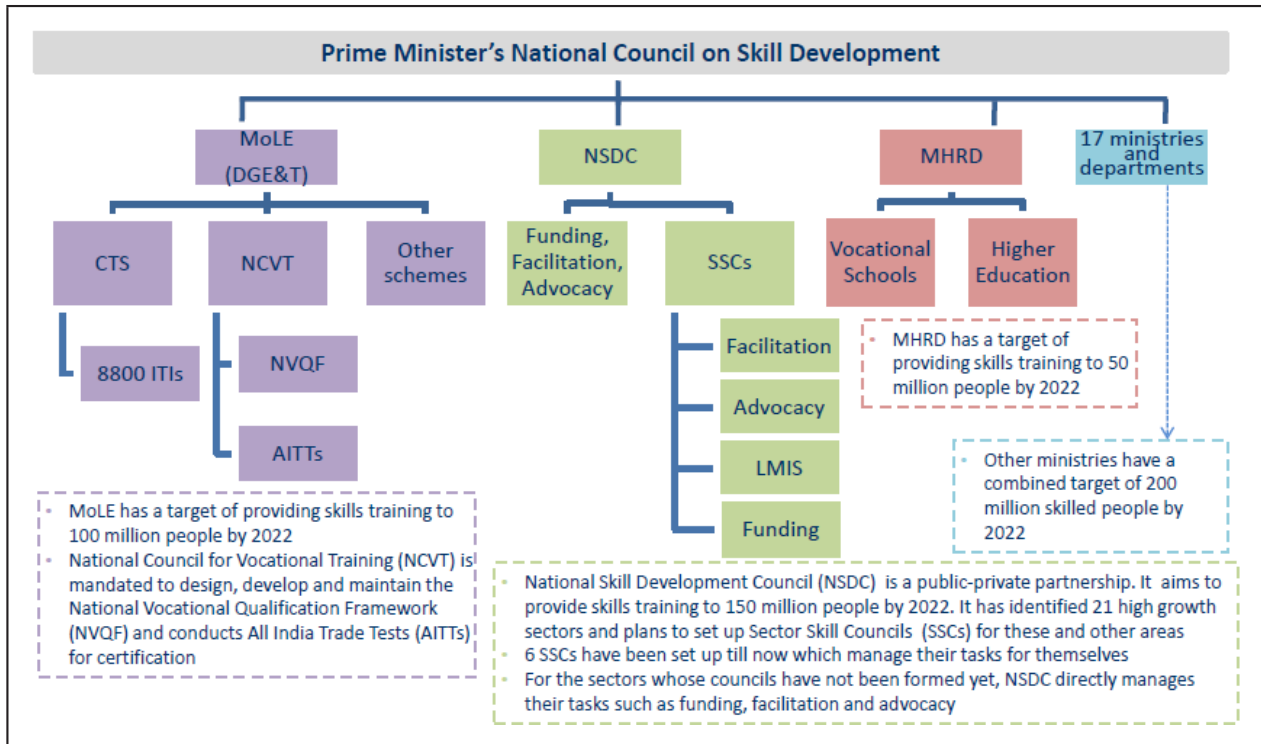 Prime Minister's National Council on Skill Development
MoLE
(DGE&T)
NSDC
MHRD
17 ministries
and
departments
CTS
NCVT
Other
schemes
Funding,
Facilitation,
Advocacy
SSCs
Vocational
Schools
Higher
Education
8800 ITIs
NVQF
AITTs
Facilitation
Advocacy
LMIS
Funding
• MHRD has a target of
providing skills training to 50
million people by 2022
• Other ministries have a
combined target of 200
million skilled people by
2022
• MoLE has a target of providing skills training to
100 million people by 2022
• National Council for Vocational Training (NCVT) is
mandated to design, develop and maintain the
National Vocational Qualification Framework
(NVQF) and conducts All India Trade Tests (AITTs)
for certification
• National Skill Development Council (NSDC) is a public-private partnership. It aims to
provide skills training to 150 million people by 2022. It has identified 21 high growth
sectors and plans to set up Sector Skill Councils (SSCs) for these and other areas
• 6 SSCs have been set up till now which manage their tasks for themselves
• For the sectors whose councils have not been formed yet, NSDC directly manages
their tasks such as funding, facilitation and advocacy